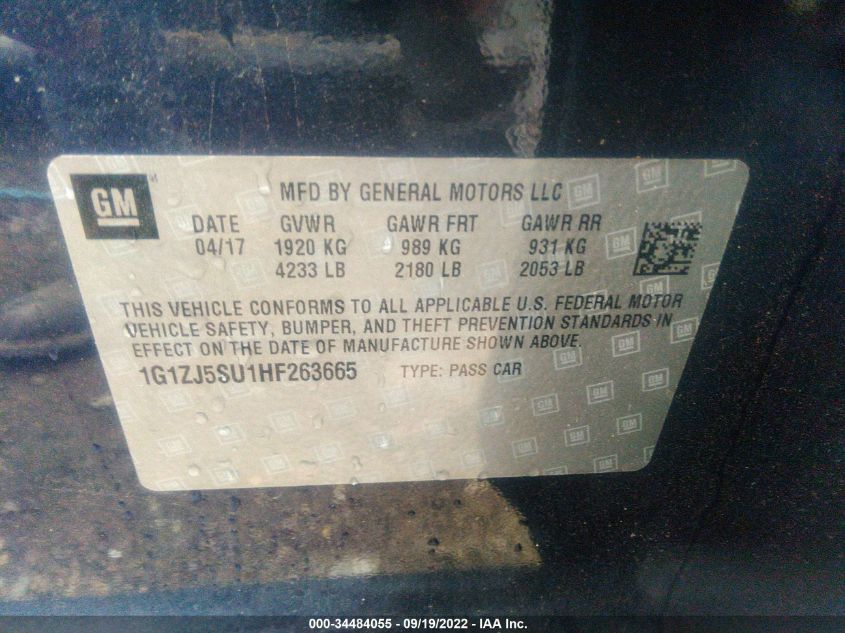 GM
MFD BY GENERAL MOTORS LLC
DATE GVWR GAWR FRT GAWR RR
04/17 1920 KG 989 KG 931 KG
4233 LB 2180 LB 2053 LB
THIS VEHICLE CONFORMS TO ALL APPLICABLE U.S. FEDERAL MOTOR
VEHICLE SAFETY, BUMPER, AND THEFT PREVENTION STANDARDS IN
EFFECT ON THE DATE OF MANUFACTURE SHOWN ABOVE.
1G1ZJ5SU1HF263665 TYPE: PASS CAR
000-34484055 - 09/19/2022 - IAA Inc.